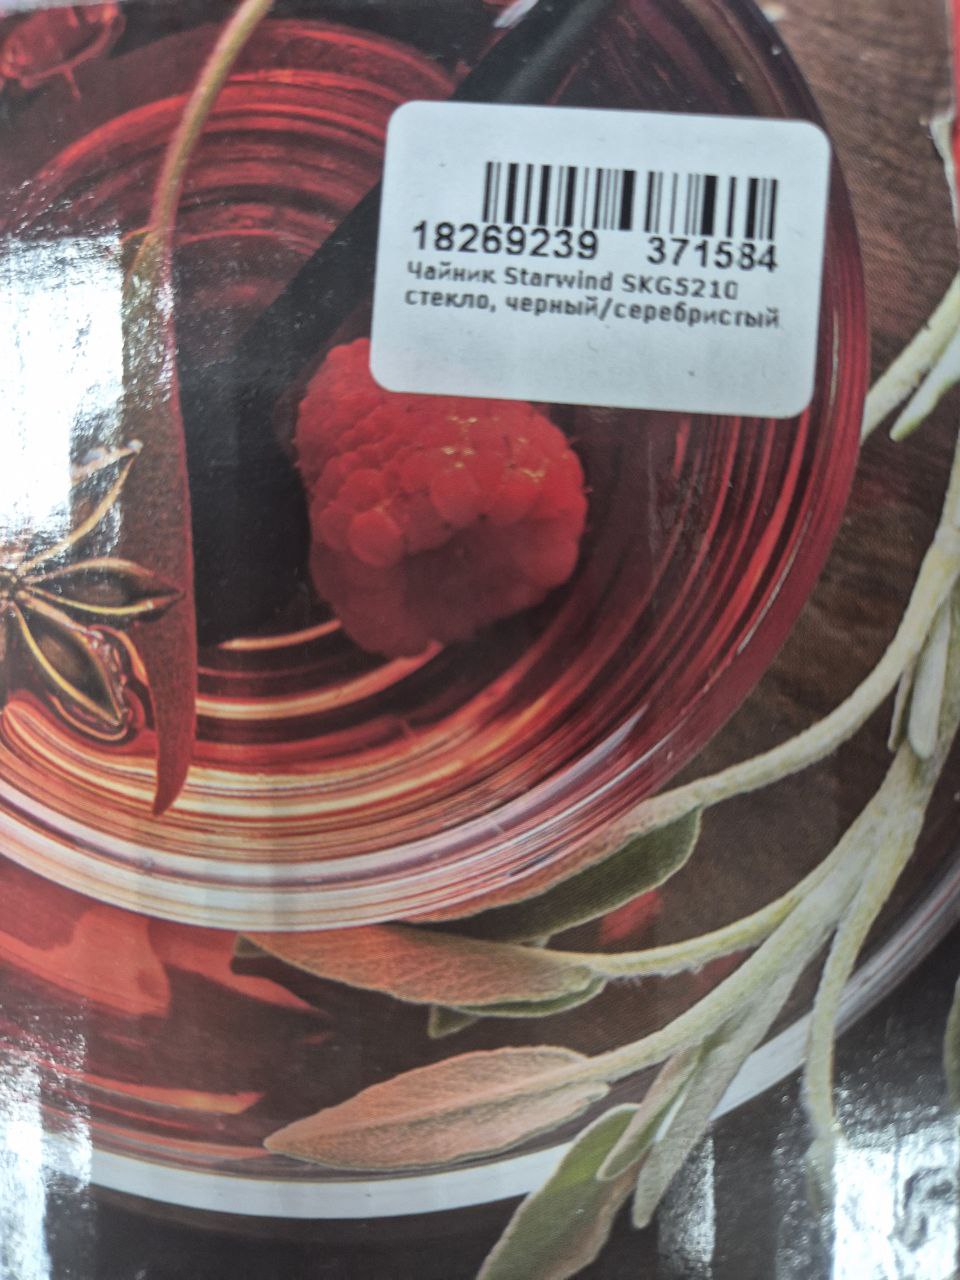 18269239 371584
Чайник Starwind SKG5210
стекло, черный/серебристый